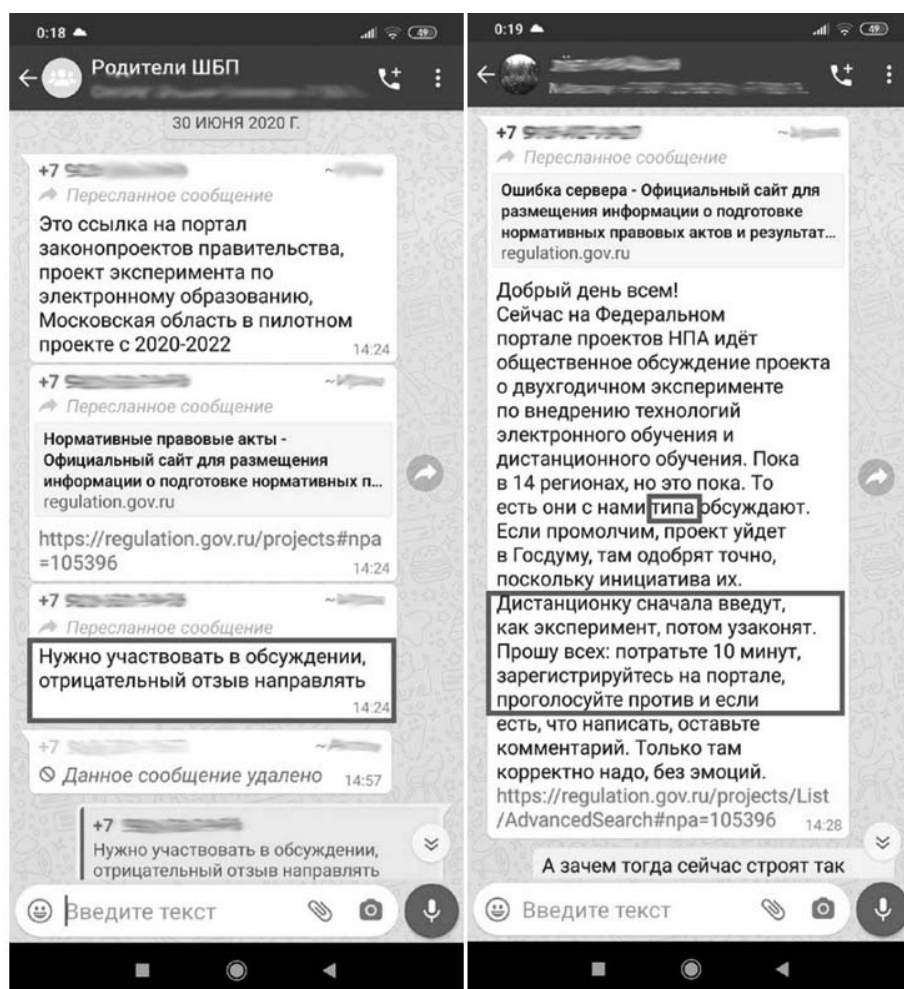 0:18
49
Родители ШБП
30 ИЮНЯ 2020 Г.
+7 9
Пересланное сообщение
Это ссылка на портал
законопроектов правительства,
проект эксперимента по
электронному образованию,
Московская область в пилотном
проекте с 2020-2022
14:24
+7 9
Пересланное сообщение
Нормативные правовые акты -
Официальный сайт для размещения
информации о подготовке нормативных п...
regulation.gov.ru
https://regulation.gov.ru/projects#npa
=105396
14:24
+7 9
Пересланное сообщение
Нужно участвовать в обсуждении,
отрицательный отзыв направлять
14:24
+7
Данное сообщение удалено 14:57
+7
Нужно участвовать в обсуждении,
отрицательный отзыв направлять
Введите текст
0:19
49
+7 9
Пересланное сообщение
Ошибка сервера - Официальный сайт для
размещения информации о подготовке
нормативных правовых актов и результат...
regulation.gov.ru
Добрый день всем!
Сейчас на Федеральном
портале проектов НПА идёт
общественное обсуждение проекта
о двухгодичном эксперименте
по внедрению технологий
электронного обучения и
дистанционного обучения. Пока
в 14 регионах, но это пока. То
есть они с нами типа обсуждают.
Если промолчим, проект уйдет
в Госдуму, там одобрят точно,
поскольку инициатива их.
Дистанционку сначала введут,
как эксперимент, потом узаконят.
Прошу всех: потратьте 10 минут,
зарегистрируйтесь на портале,
проголосуйте против и если
есть, что написать, оставьте
комментарий. Только там
корректно надо, без эмоций.
https://regulation.gov.ru/projects/List
/AdvancedSearch#npa=105396
14:28
А зачем тогда сейчас строят так
Введите текст